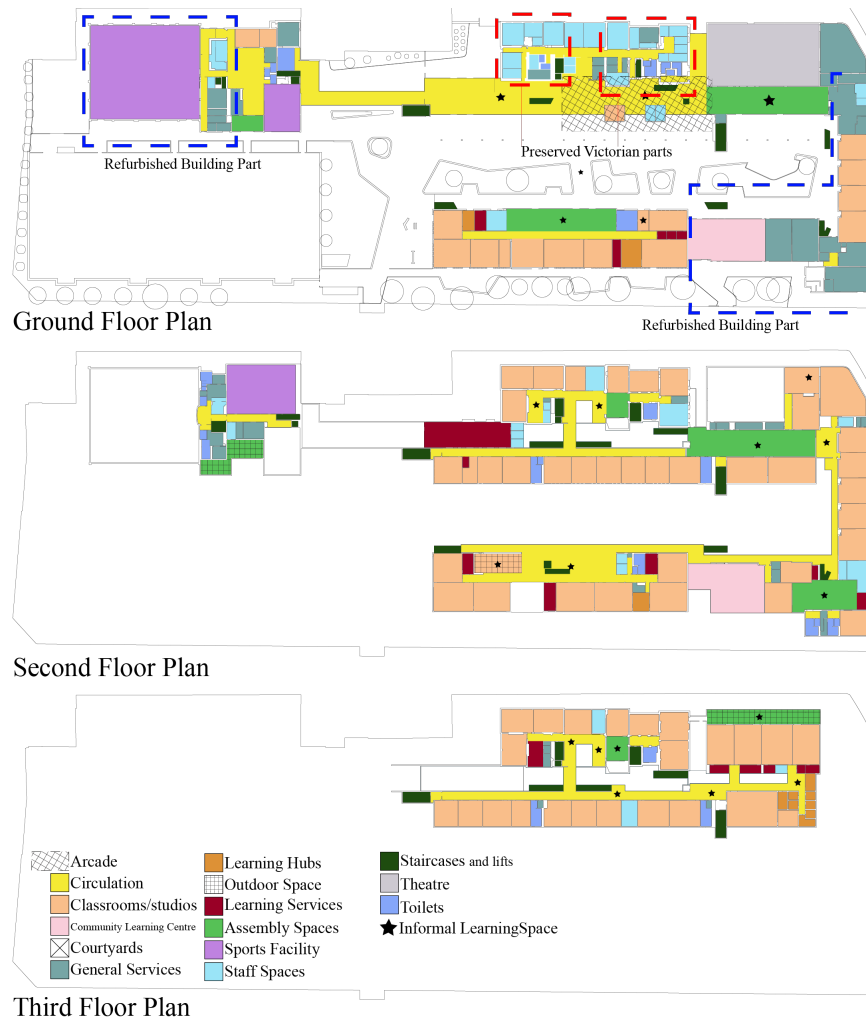 Refurbished Building Part
Preserved Victorian parts
Ground Floor Plan
Refurbished Building Part
Second Floor Plan
Arcade
Circulation
Classrooms/studios
Community Learning Centre
Courtyards
General Services
Learning Hubs
Outdoor Space
Learning Services
Assembly Spaces
Sports Facility
Staff Spaces
Staircases and lifts
Theatre
Toilets
Informal LearningSpace
Third Floor Plan